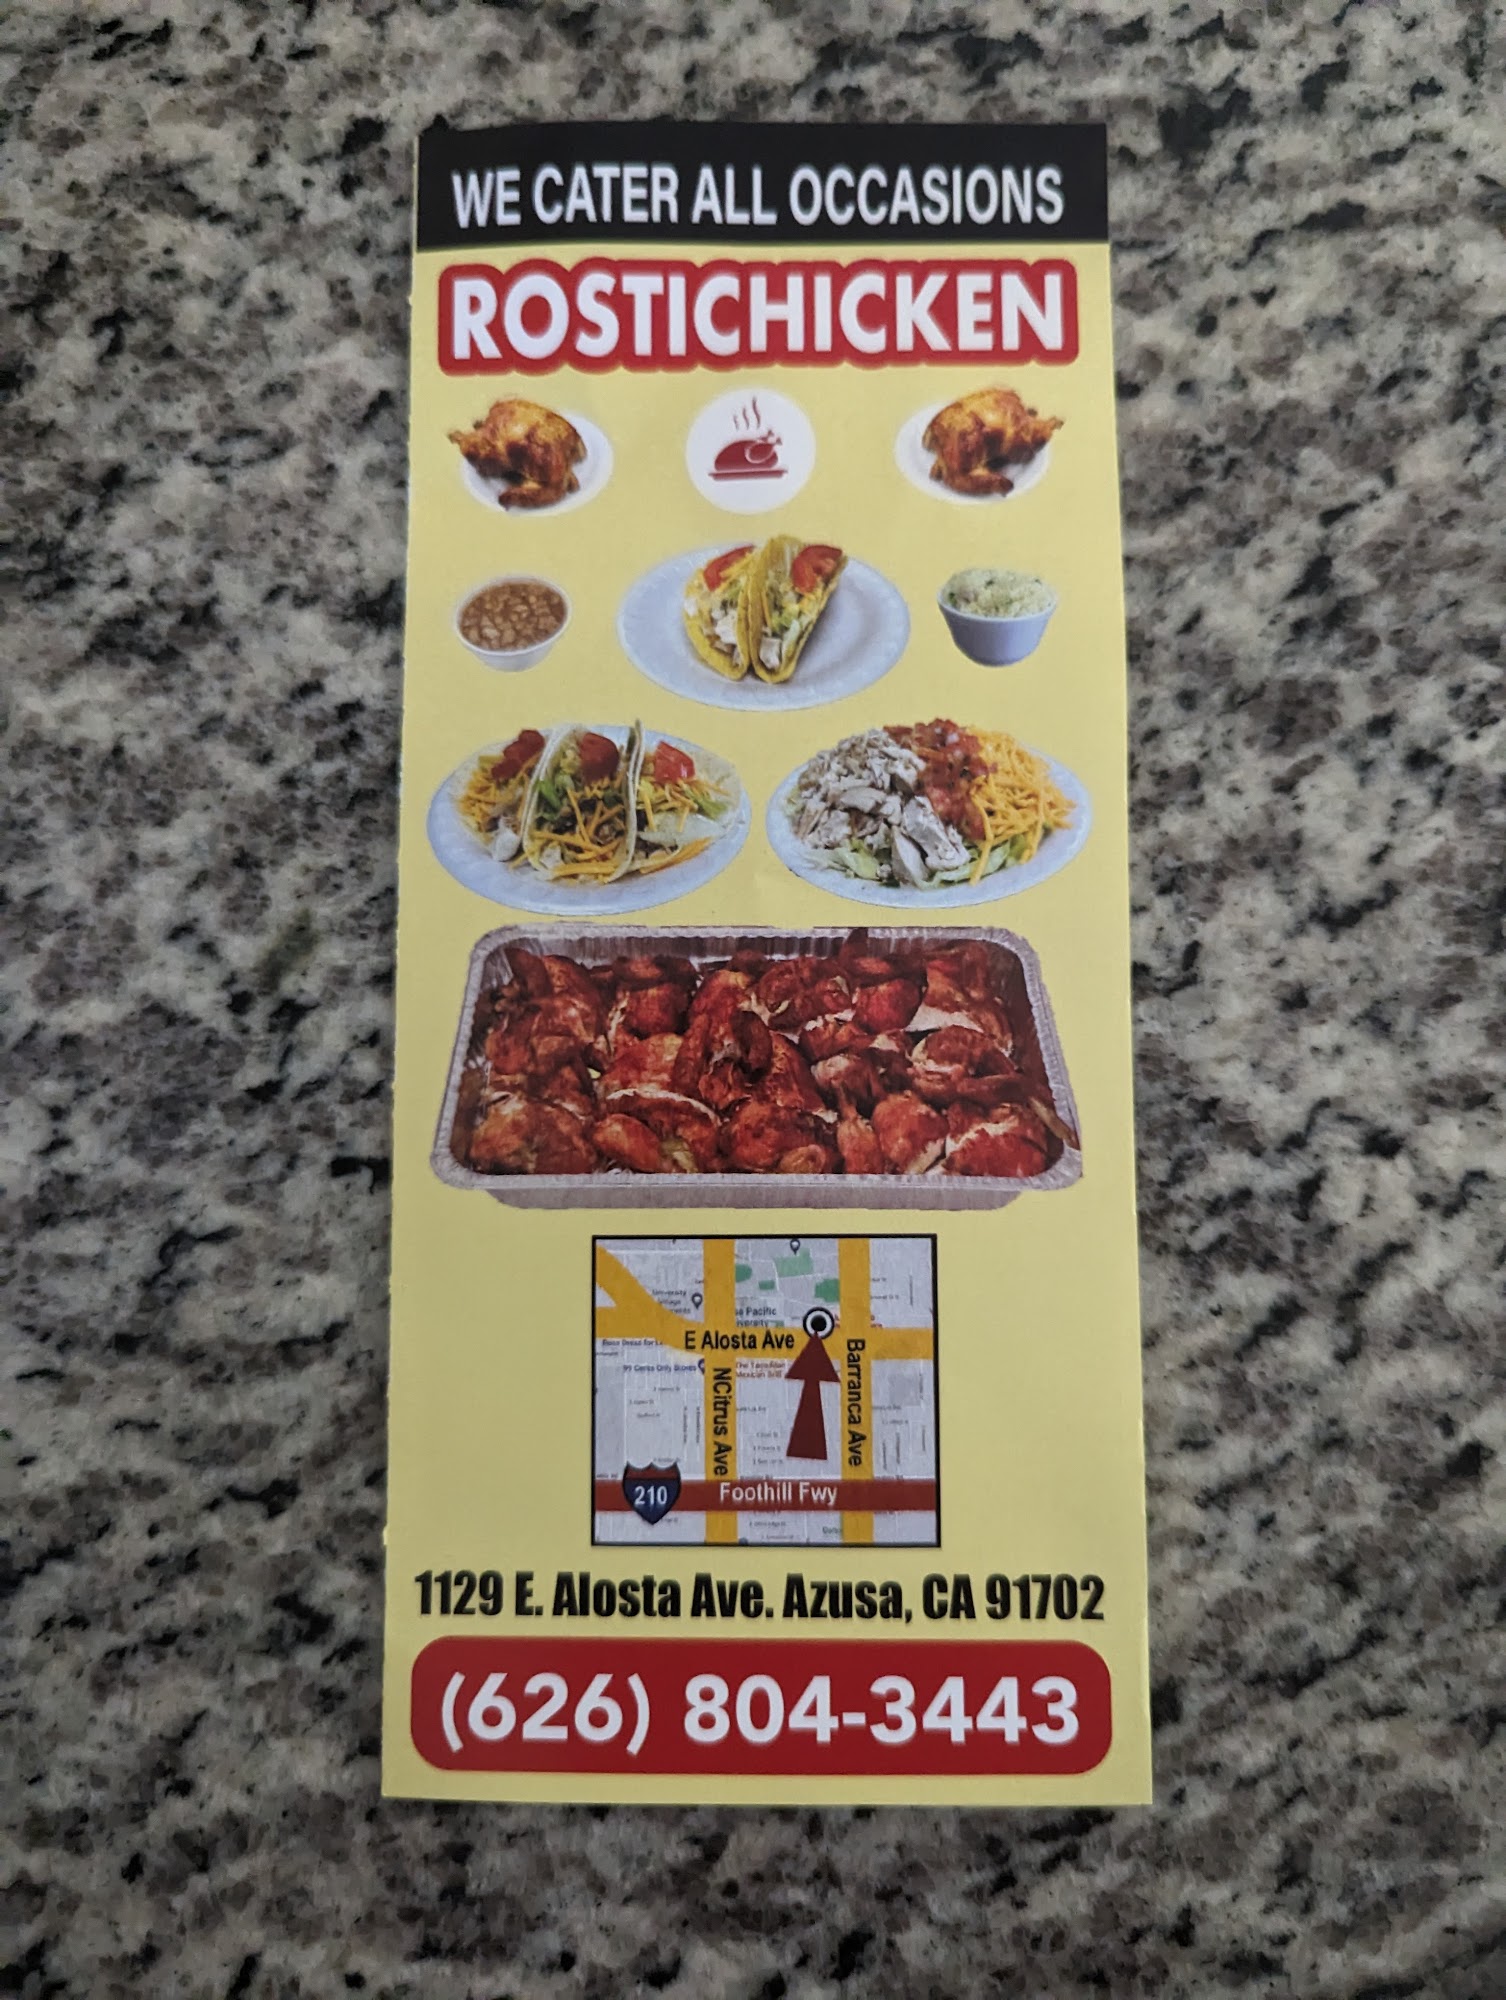 WE CATER ALL OCCASIONS
ROSTICHICKEN
E Alosta Ave
N Citrus Ave
Barranca Ave
210
Foothill Fwy
1129 E. Alosta Ave. Azusa, CA 91702
(626) 804-3443